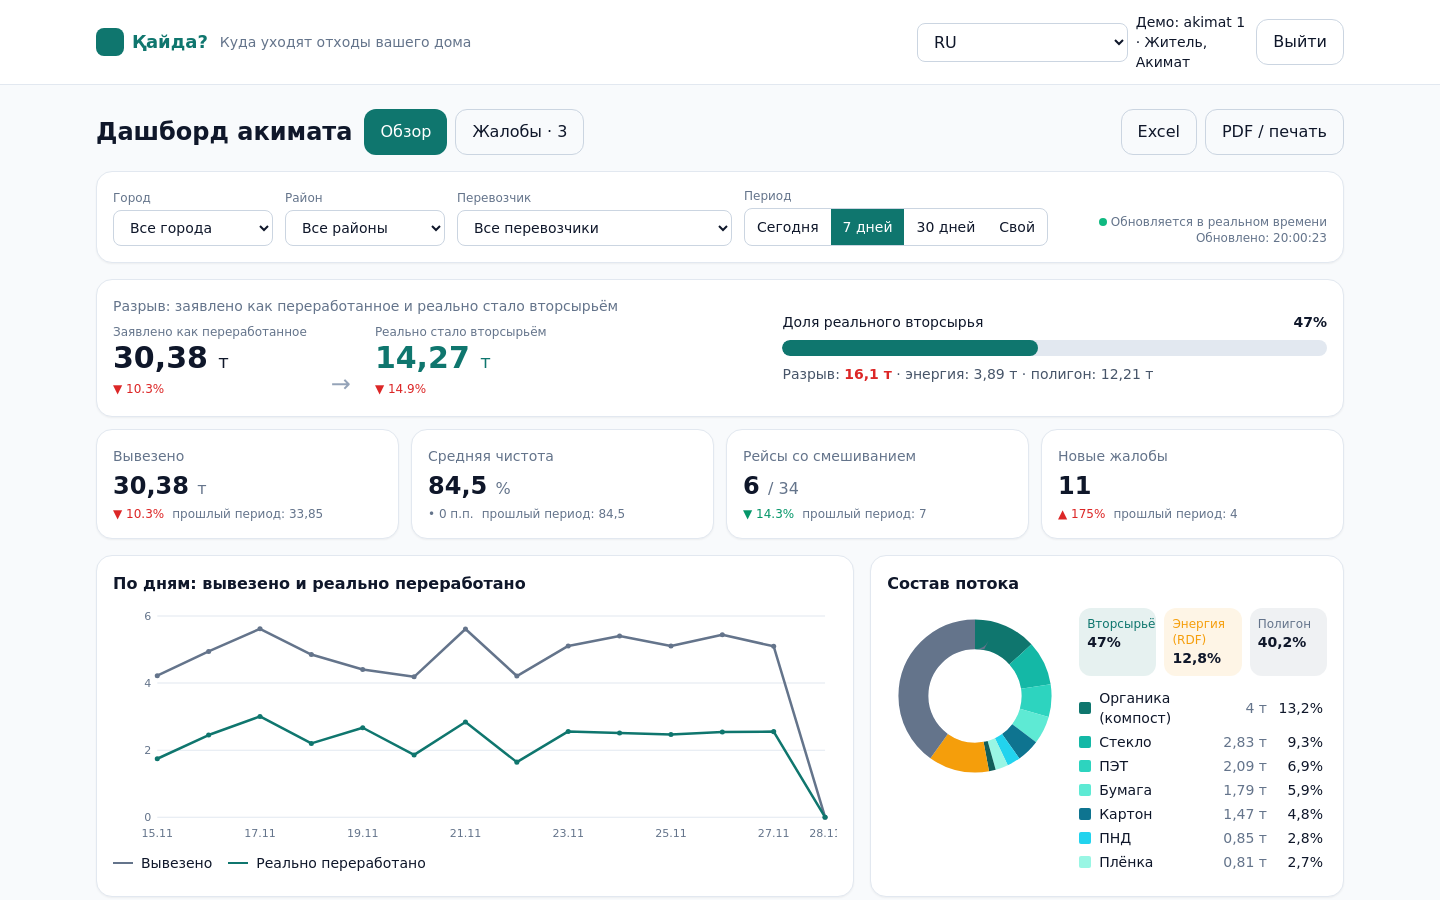 Қайда? Куда уходят отходы вашего дома
RU
Демо: akimat 1
· Житель,
Акимат
Выйти
Дашборд акимата
Обзор
Жалобы · 3
Excel
PDF / печать
Город
Все города
Район
Все районы
Перевозчик
Все перевозчики
Период
Сегодня 7 дней 30 дней Свой
Обновляется в реальном времени
Обновлено: 20:00:23
Разрыв: заявлено как переработанное и реально стало вторсырьём
Заявлено как переработанное
30,38 т
▼ 10.3%
→
Реально стало вторсырьём
14,27 т
▼ 14.9%
Доля реального вторсырья 47%
Разрыв: 16,1 т · энергия: 3,89 т · полигон: 12,21 т
Вывезено
30,38 т
▼ 10.3% прошлый период: 33,85
Средняя чистота
84,5 %
• 0 п.п. прошлый период: 84,5
Рейсы со смешиванием
6 / 34
▼ 14.3% прошлый период: 7
Новые жалобы
11
▲ 175% прошлый период: 4
По дням: вывезено и реально переработано
6
4
2
0
15.11 17.11 19.11 21.11 23.11 25.11 27.11 28.11
Вывезено Реально переработано
Состав потока
Вторсырьё
47%
Энергия
(RDF)
12,8%
Полигон
40,2%
Органика
(компост) 4 т 13,2%
Стекло 2,83 т 9,3%
ПЭТ 2,09 т 6,9%
Бумага 1,79 т 5,9%
Картон 1,47 т 4,8%
ПНД 0,85 т 2,8%
Плёнка 0,81 т 2,7%